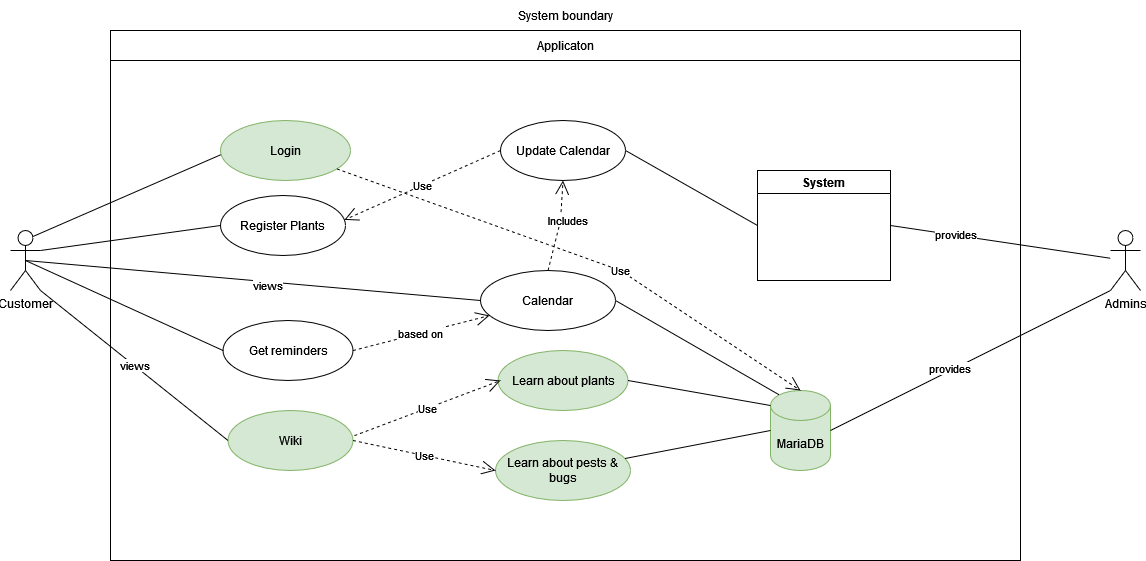 System boundary
Applicaton
Login
Update Calendar
Use
System
Register Plants
Includes
provides
Use
views
Customer
Calendar
Admins
based on
Get reminders
views
provides
Learn about plants
Use
Wiki
MariaDB
Use
Learn about pests &
bugs